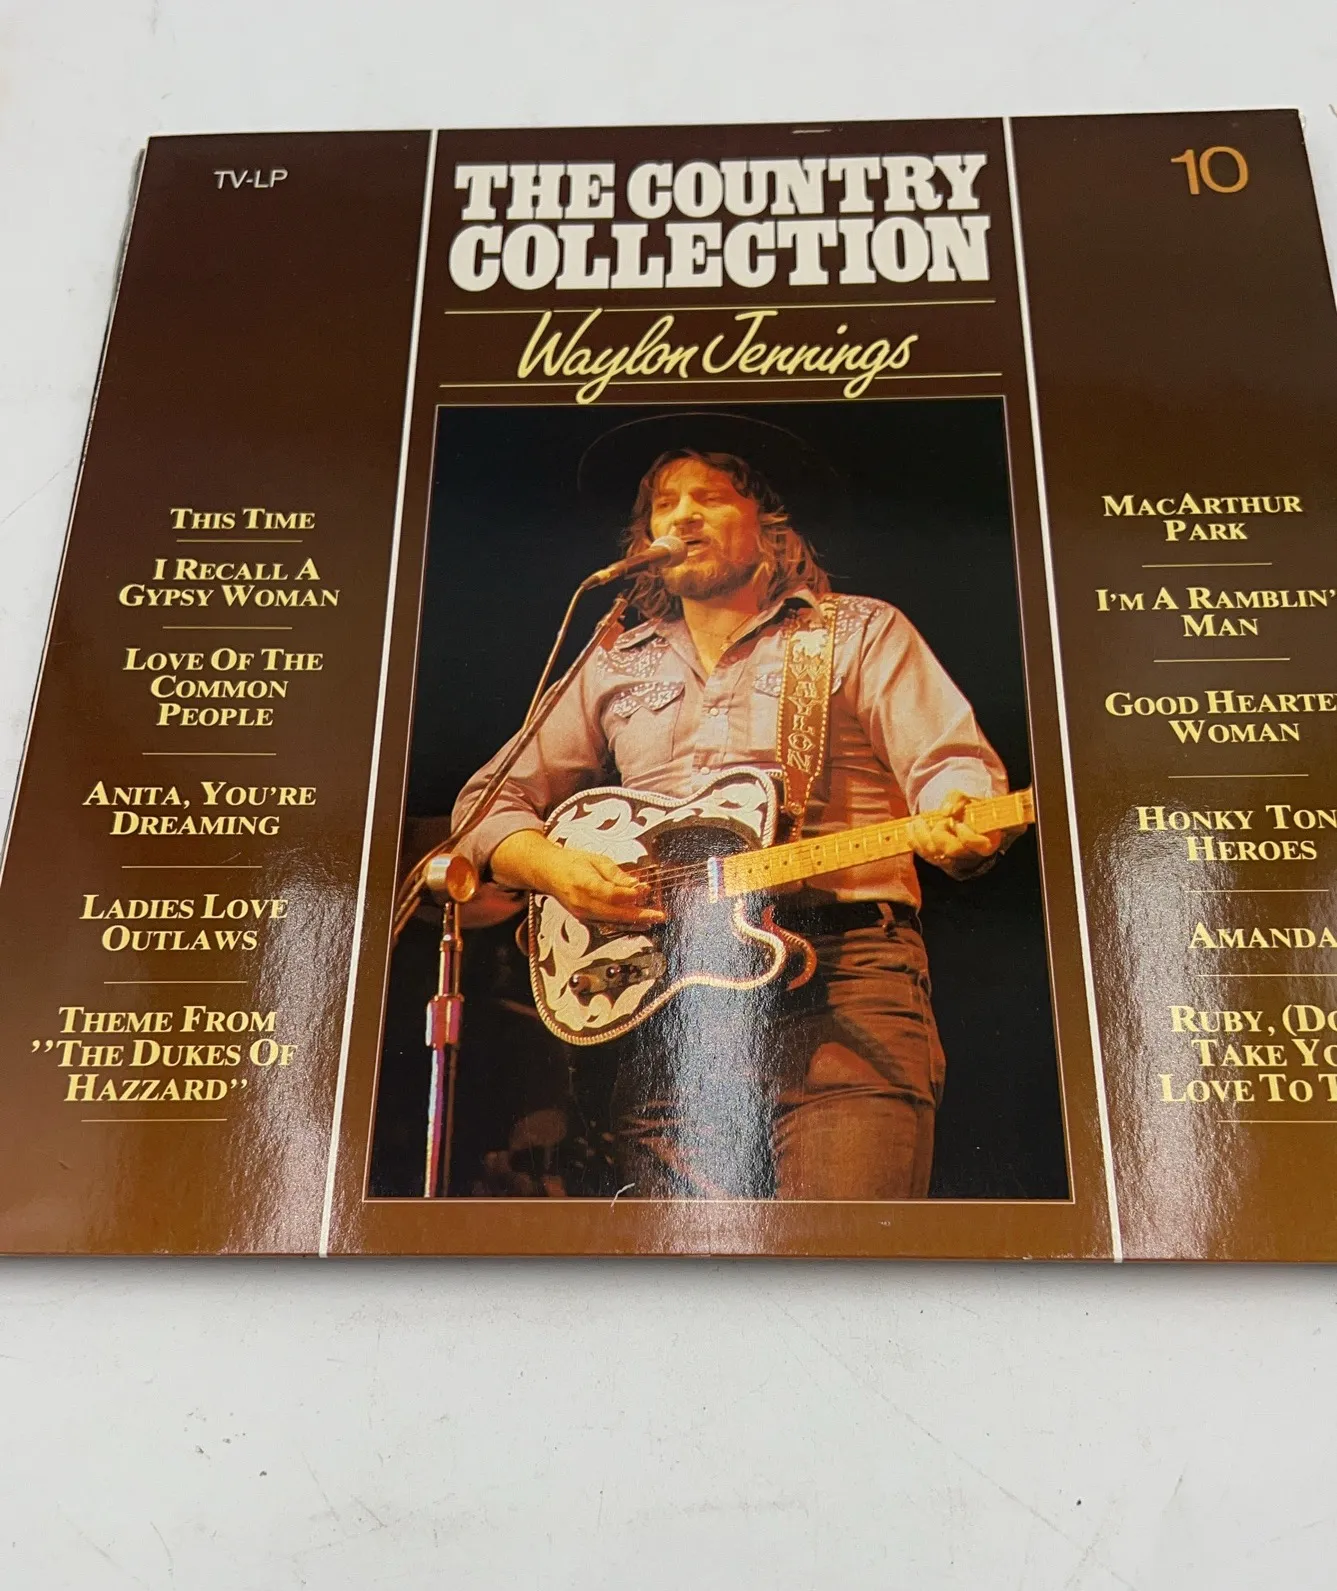 TV-LP
10
THE COUNTRY
COLLECTION
Waylon Jennings
THIS TIME
I RECALL A
GYPSY WOMAN
LOVE OF THE
COMMON
PEOPLE
ANITA, YOU'RE
DREAMING
LADIES LOVE
OUTLAWS
THEME FROM
"THE DUKES OF
HAZZARD"
WAYLON
MACARTHUR
PARK
I'M A RAMBLIN'
MAN
GOOD HEARTE
WOMAN
HONKY TON
HEROES
AMANDA
RUBY, (DO
TAKE YO
LOVE TO T